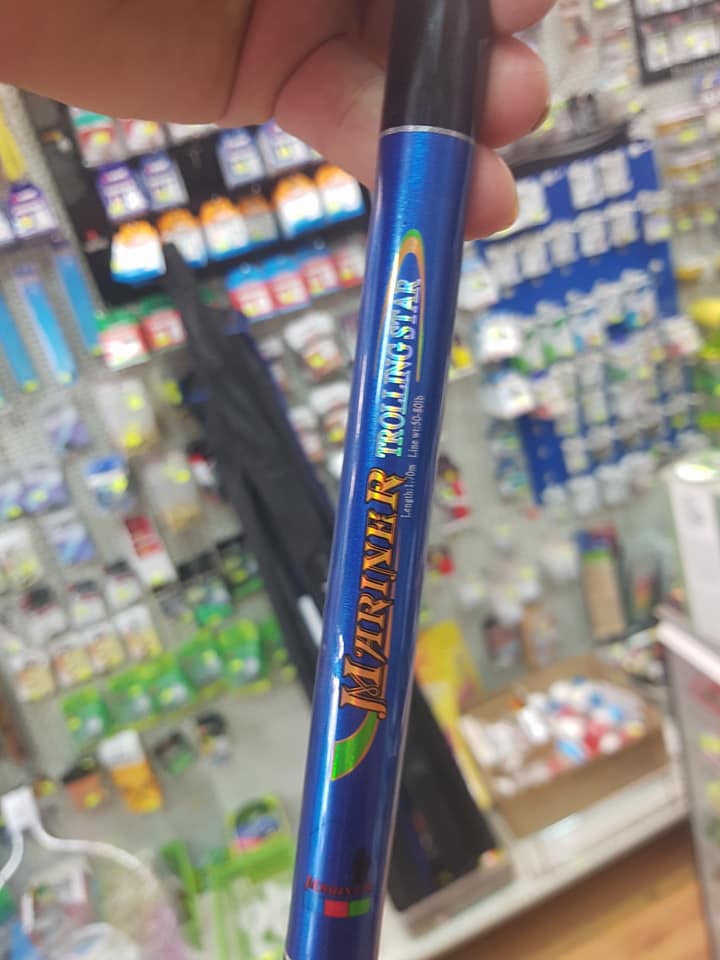 MARINER TROLLING STAR
Length:1.70m Line wt:50-80lb